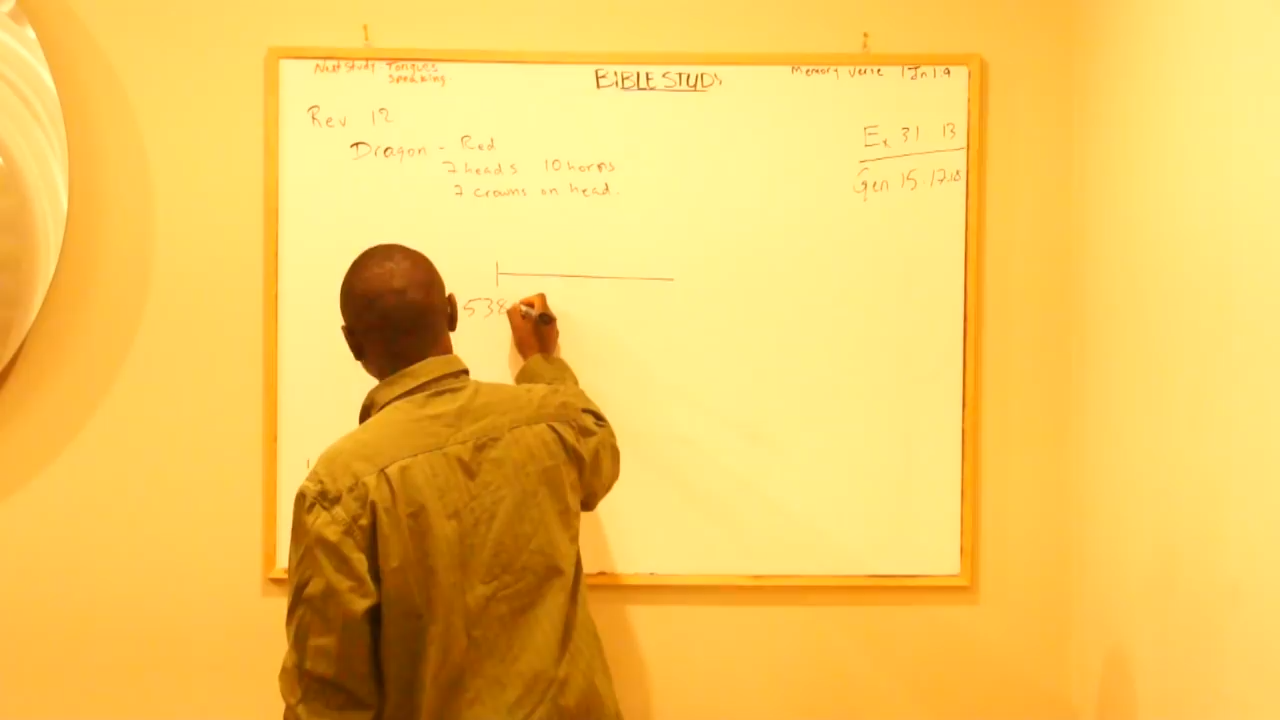 Next Study - Tongues
Speaking.
BIBLE STUDY
Memory Verse 1 Jn 1:9
Rev 12
Dragon - Red
7 heads 10 horns
7 crowns on head.
Ex 31 13
Gen 15:17,18
538